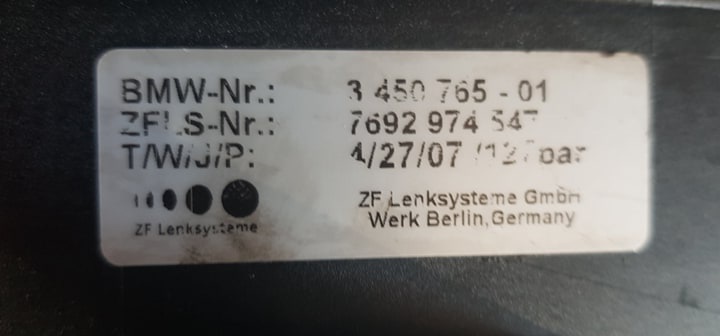 BMW-Nr.: 3 450 765 - 01
ZFLS-Nr.: 7692 974 547
T/W/J/P: 4/27/07 /127bar
ZF Lenksysteme
ZF Lenksysteme GmbH
Werk Berlin,Germany